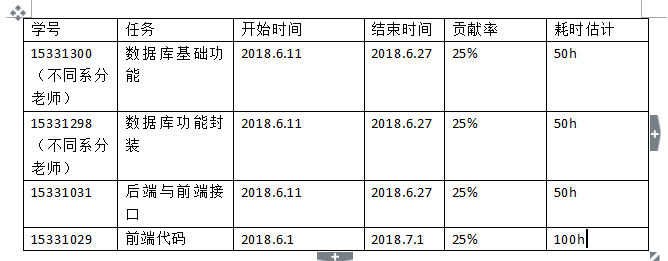 学号 任务 开始时间 结束时间 贡献率 耗时估计
15331300 数据库基础功 2018.6.11 2018.6.27 25% 50h
（不同系分 能
老师）
15331298 数据库功能封 2018.6.11 2018.6.27 25% 50h
（不同系分 装
老师）
15331031 后端与前端接 2018.6.11 2018.6.27 25% 50h
口
15331029 前端代码 2018.6.1 2018.7.1 25% 100h